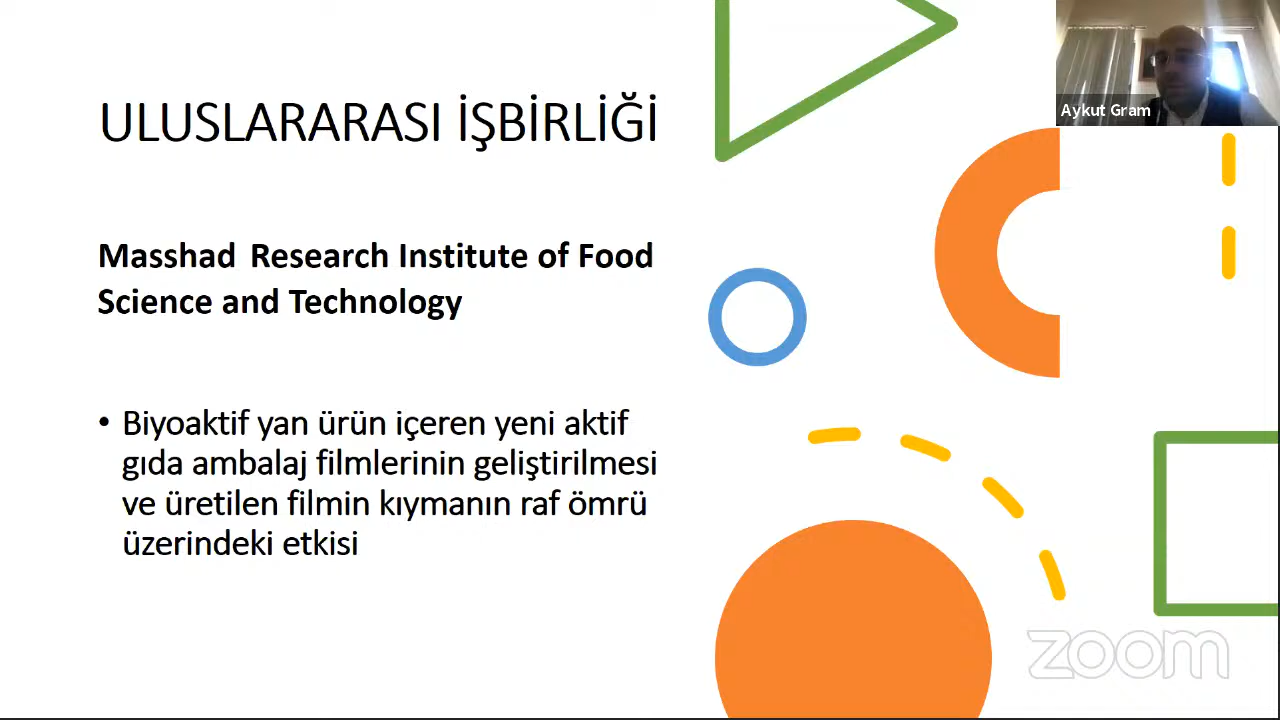 ULUSLARARASI İŞBİRLİĞİ
Aykut Gram
Masshad Research Institute of Food
Science and Technology
• Biyoaktif yan ürün içeren yeni aktif
gıda ambalaj filmlerinin geliştirilmesi
ve üretilen filmin kıymanın raf ömrü
üzerindeki etkisi
zoom